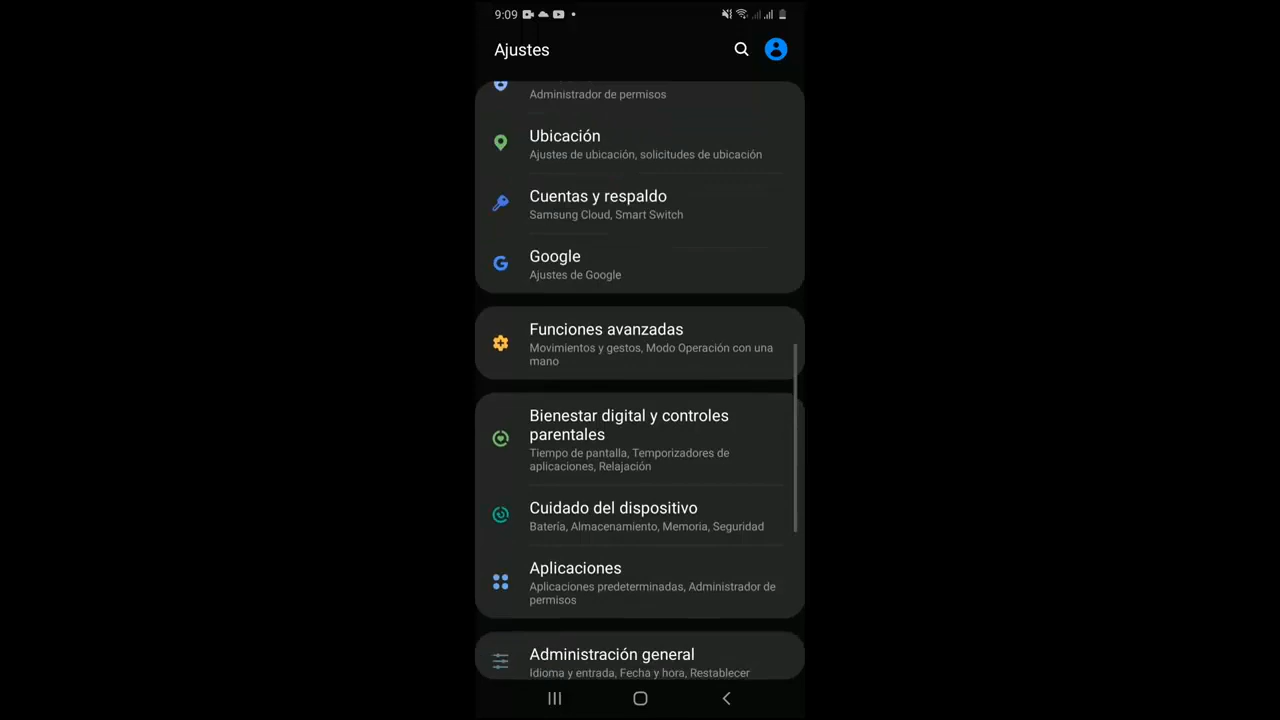 9:09
Ajustes
Administrador de permisos
Ubicación
Ajustes de ubicación, solicitudes de ubicación
Cuentas y respaldo
Samsung Cloud, Smart Switch
Google
Ajustes de Google
Funciones avanzadas
Movimientos y gestos, Modo Operación con una
mano
Bienestar digital y controles
parentales
Tiempo de pantalla, Temporizadores de
aplicaciones, Relajación
Cuidado del dispositivo
Batería, Almacenamiento, Memoria, Seguridad
Aplicaciones
Aplicaciones predeterminadas, Administrador de
permisos
Administración general
Idioma y entrada, Fecha y hora, Restablecer